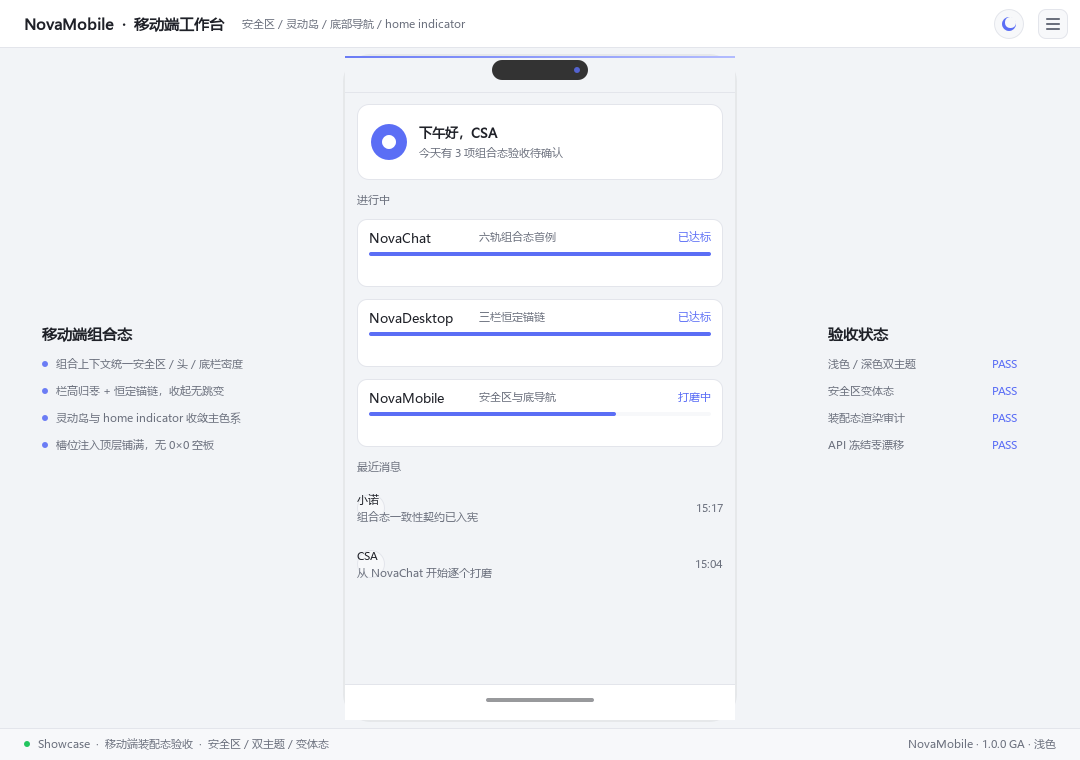 NovaMobile · 移动端工作台 安全区 / 灵动岛 / 底部导航 / home indicator
下午好，CSA
今天有 3 项组合态验收待确认
进行中
NovaChat 六轨组合态首例 已达标
NovaDesktop 三栏恒定锚链 已达标
NovaMobile 安全区与底导航 打磨中
最近消息
小诺
组合态一致性契约已入宪
15:17
CSA
从 NovaChat 开始逐个打磨
15:04
移动端组合态
组合上下文统一安全区 / 头 / 底栏密度
栏高归零 + 恒定锚链，收起无跳变
灵动岛与 home indicator 收敛主色系
槽位注入顶层铺满，无 0×0 空板
验收状态
浅色 / 深色双主题 PASS
安全区变体态 PASS
装配态渲染审计 PASS
API 冻结零漂移 PASS
Showcase · 移动端装配态验收 · 安全区 / 双主题 / 变体态
NovaMobile · 1.0.0 GA · 浅色